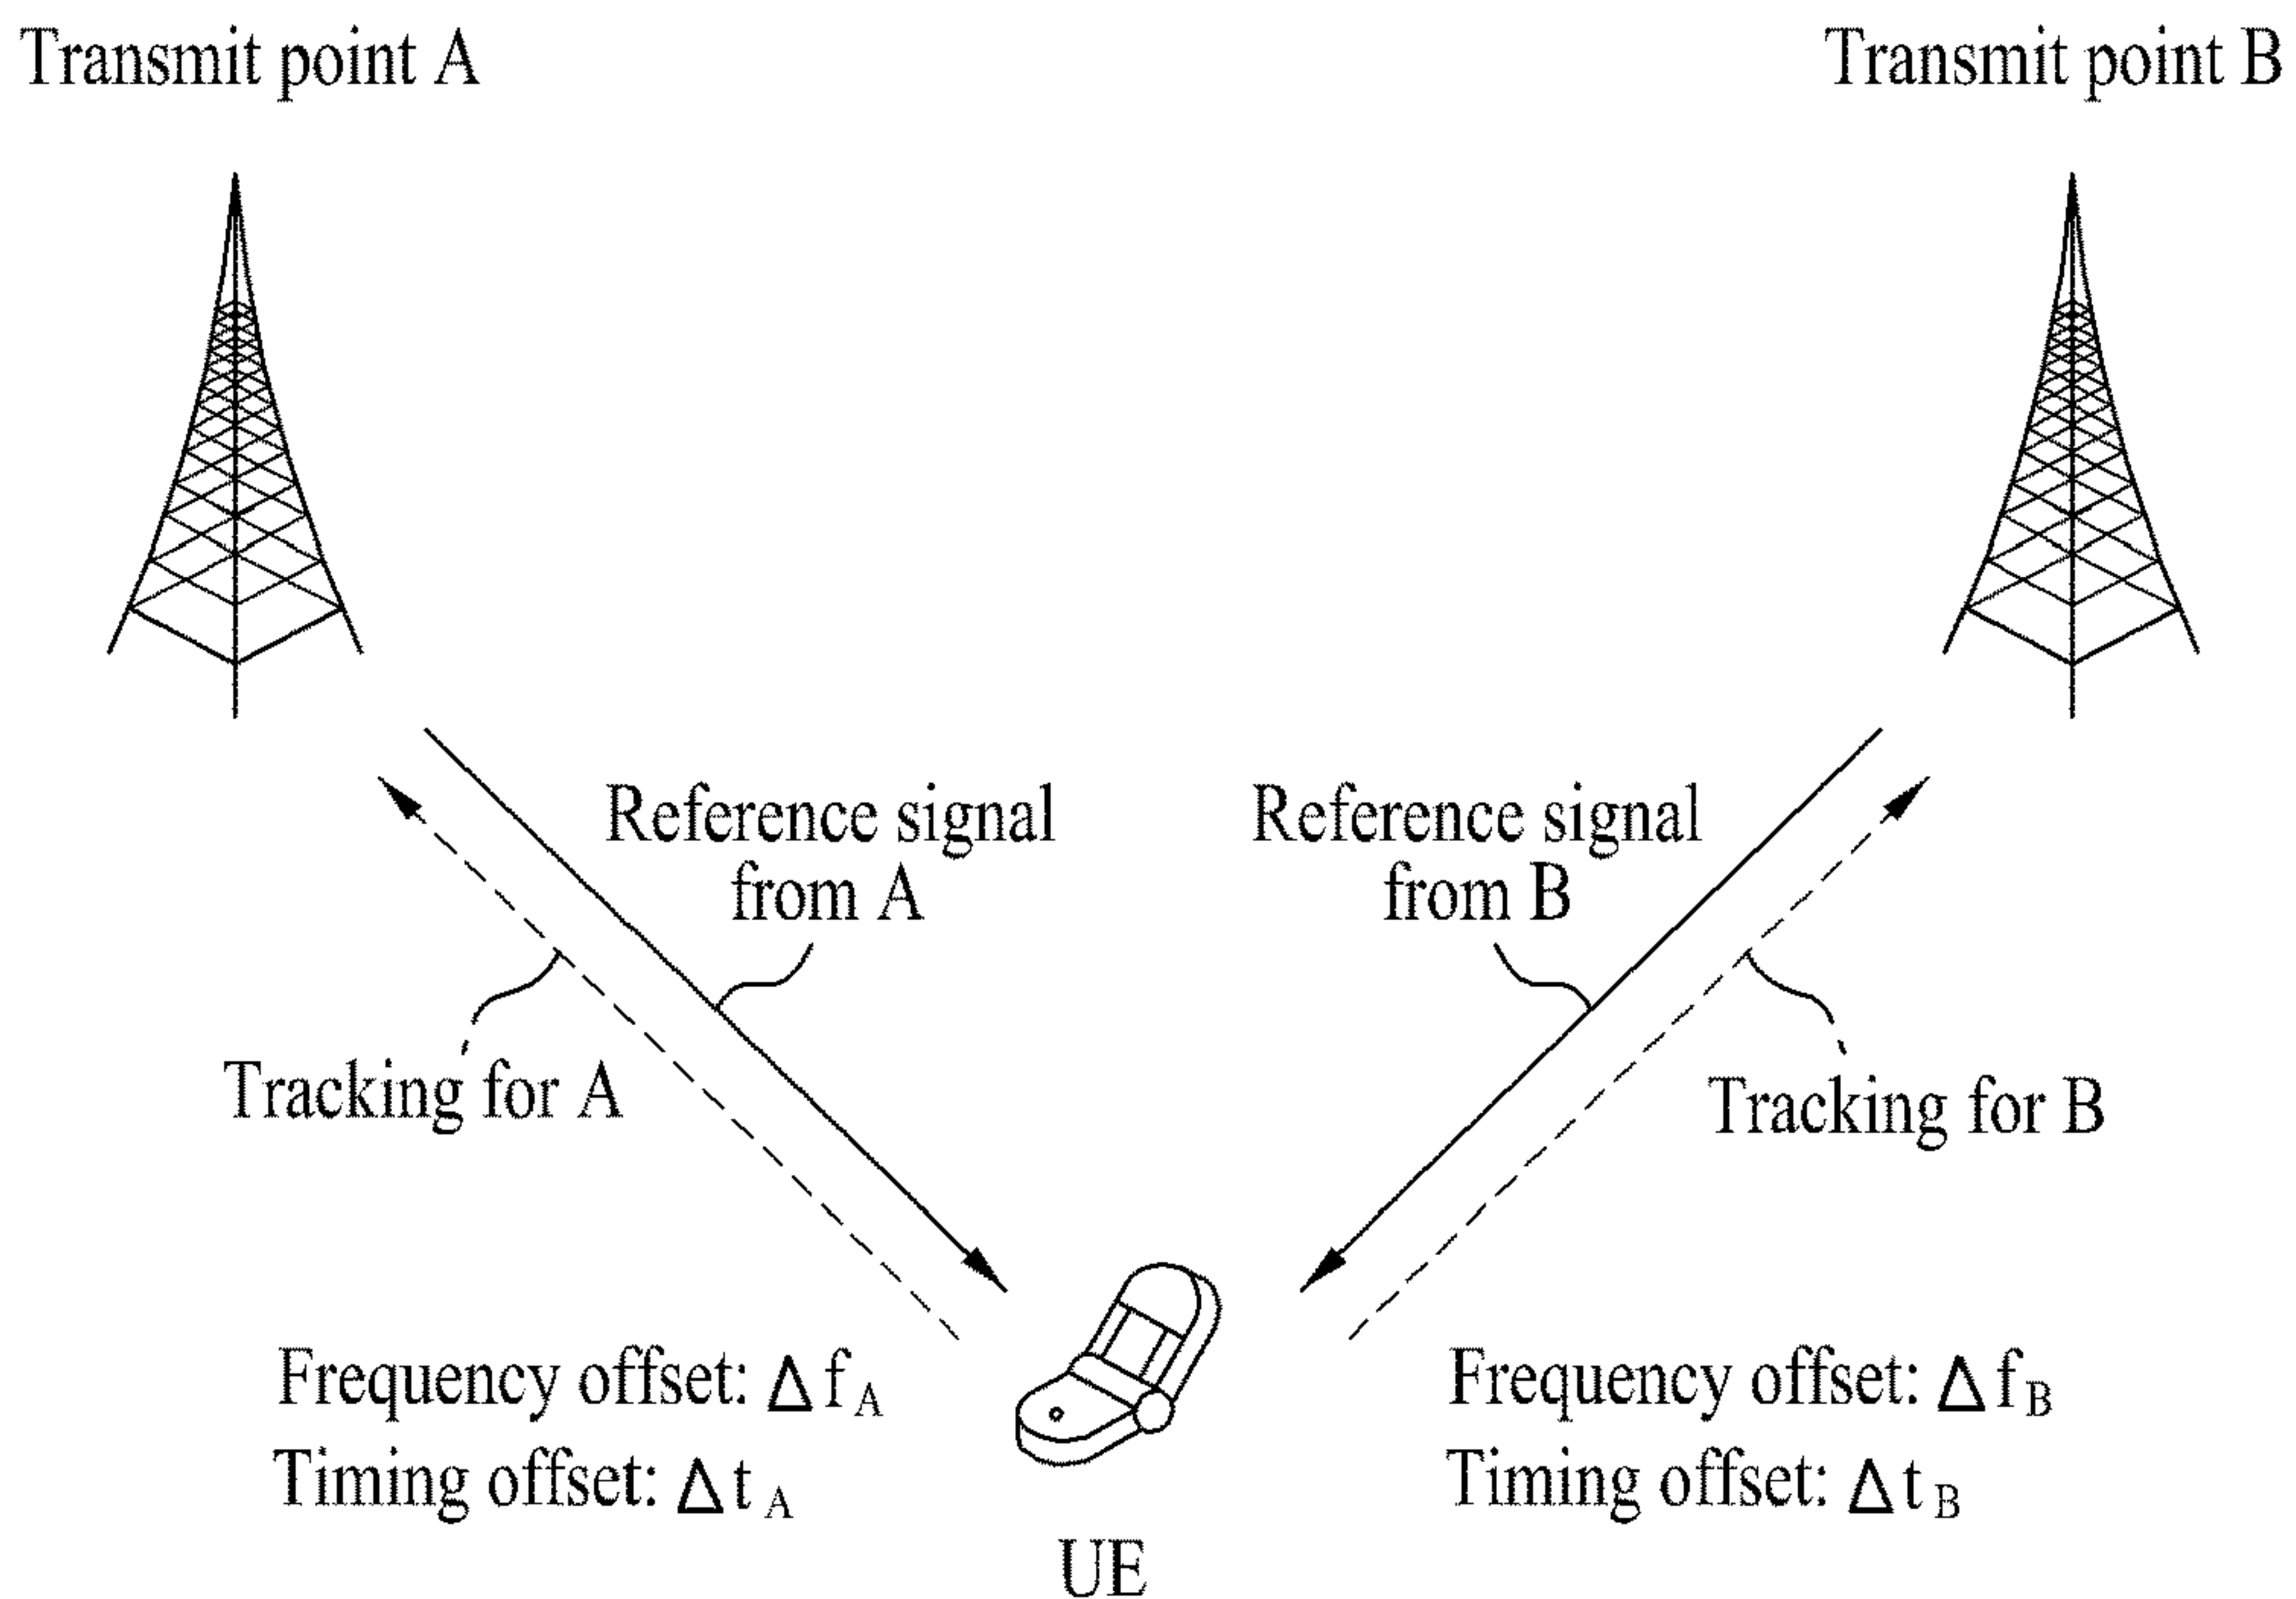 Transmit point A
Transmit point B
Reference signal
from A
Reference signal
from B
Tracking for A
Tracking for B
Frequency offset: Δ f A
Timing offset: Δ t A
Frequency offset: Δ f B
Timing offset: Δ t B
UE